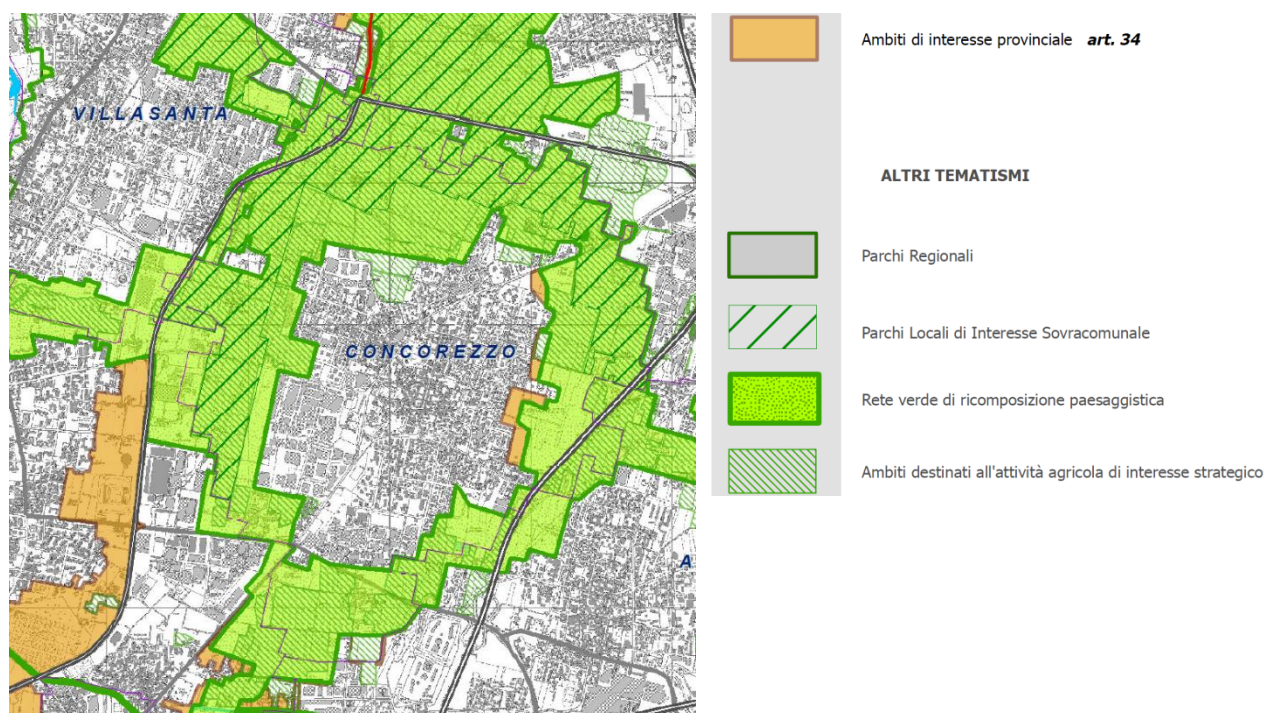 VILLASANTA
CONCOREZZO
A
Ambiti di interesse provinciale art. 34
ALTRI TEMATISMI
Parchi Regionali
Parchi Locali di Interesse Sovracomunale
Rete verde di ricomposizione paesaggistica
Ambiti destinati all'attività agricola di interesse strategico